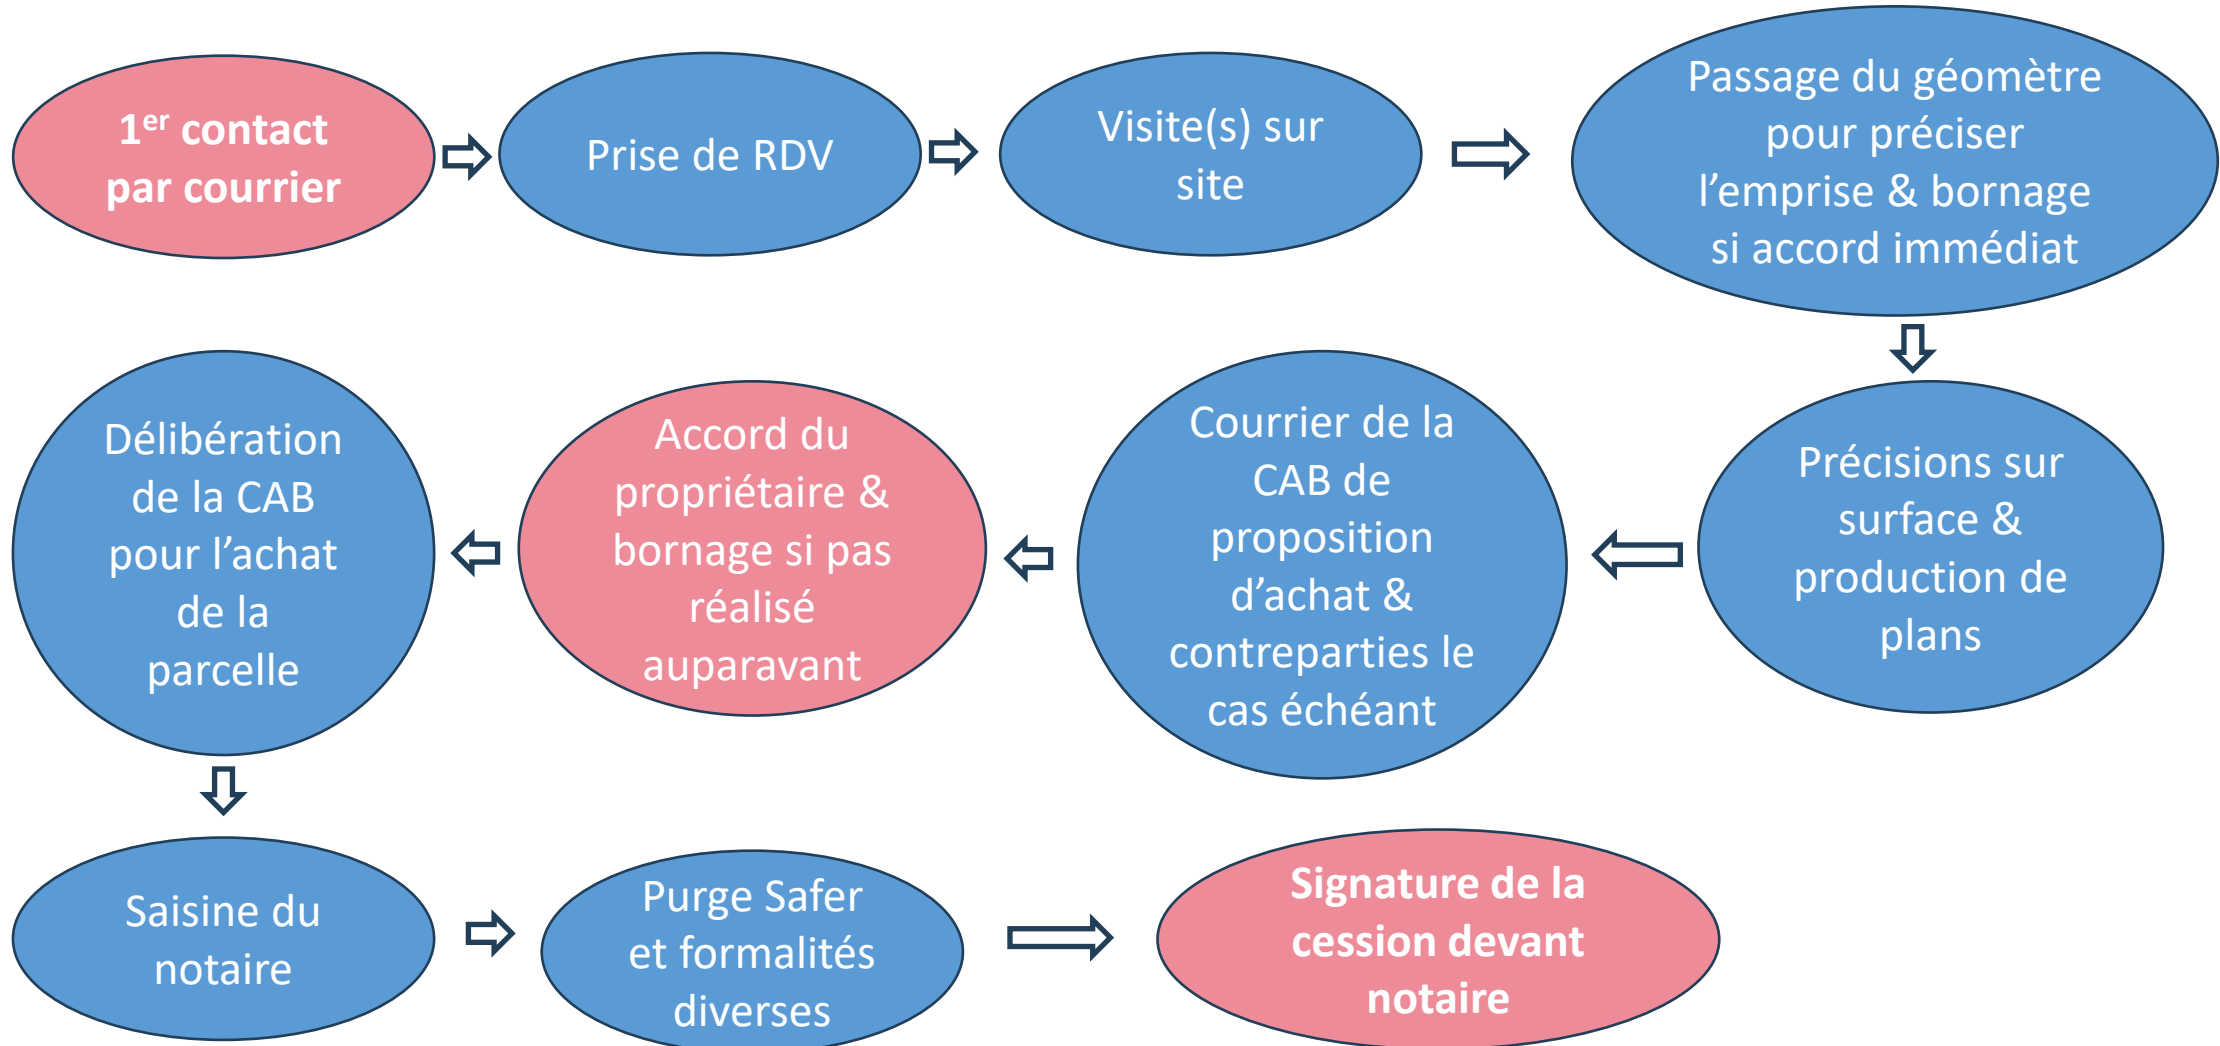 1er contact
par courrier
Prise de RDV
Visite(s) sur
site
Passage du géomètre
pour préciser
l’emprise & bornage
si accord immédiat
Précisions sur
surface &
production de
plans
Courrier de la
CAB de
proposition
d’achat &
contreparties le
cas échéant
Accord du
propriétaire &
bornage si pas
réalisé
auparavant
Délibération
de la CAB
pour l’achat
de la
parcelle
Saisine du
notaire
Purge Safer
et formalités
diverses
Signature de la
cession devant
notaire